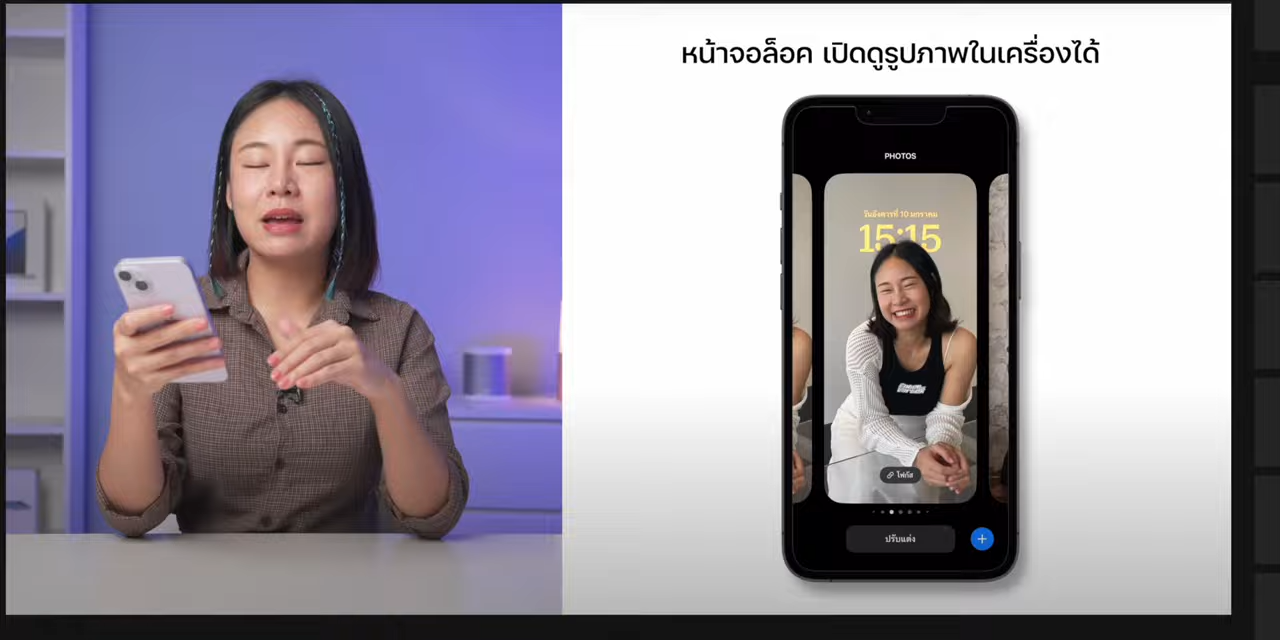 หน้าจอล็อค เปิดดูรูปภาพในเครื่องได้
PHOTOS
วันอังคารที่ 10 มกราคม
15:15
โฟกัส
ปรับแต่ง